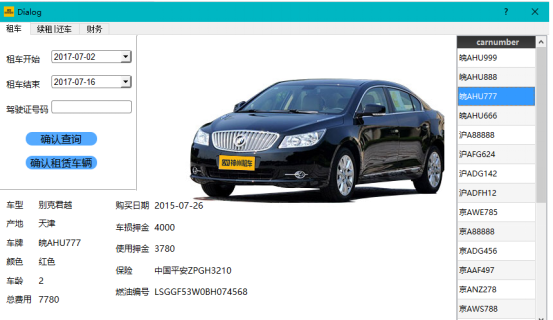 Dialog
租车 续租|还车 财务
租车开始 2017-07-02
租车结束 2017-07-16
驾驶证号码
确认查询
确认租赁车辆
神州租车
车型 别克君越
产地 天津
车牌 皖AHU777
颜色 红色
车龄 2
总费用 7780
购买日期 2015-07-26
车损押金 4000
使用押金 3780
保险 中国平安ZPGH3210
燃油编号 LSGGF53W0BH074568
carnumber
皖AHU999
皖AHU888
皖AHU777
皖AHU666
沪A88888
沪AFG624
沪ADG142
沪ADFH12
京AWE785
京A88888
京ADG456
京AAF497
京ANZ278
京AWS788